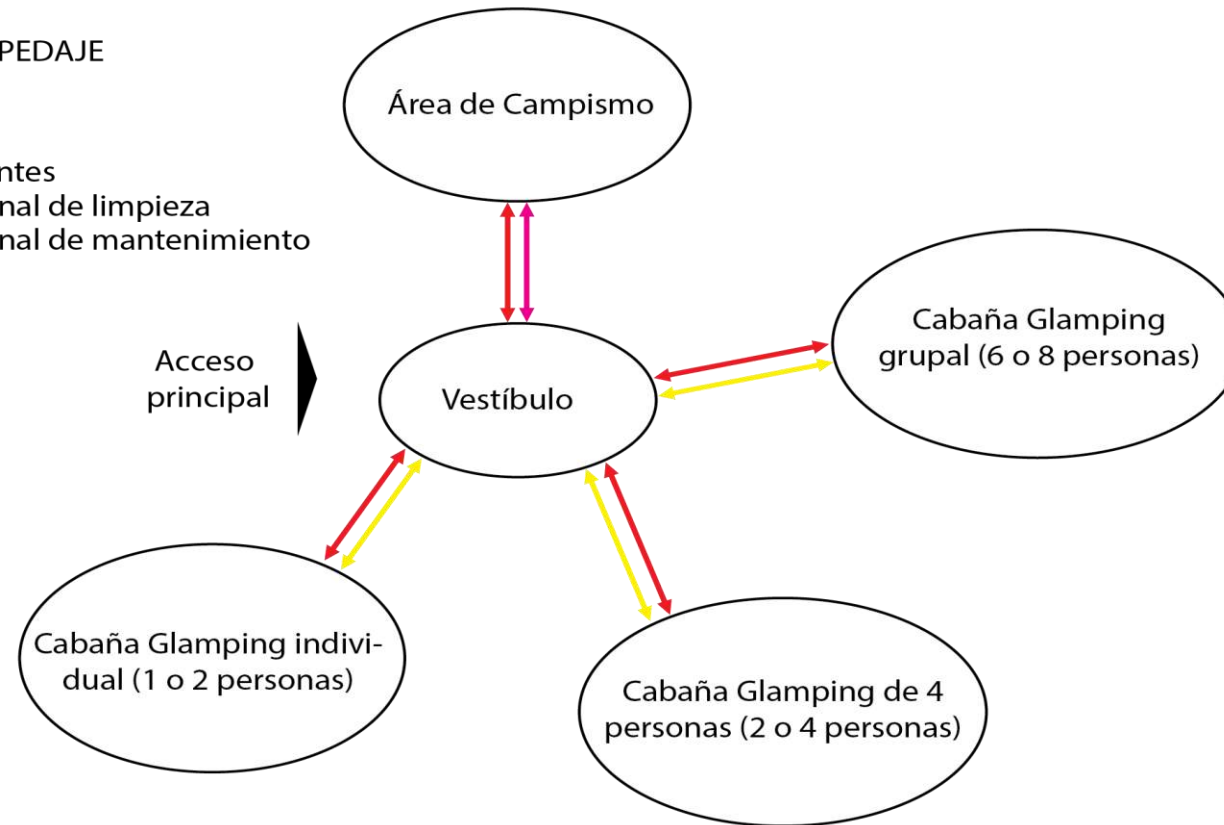 PEDAJE
ntes
nal de limpieza
nal de mantenimiento
Área de Campismo
Acceso
principal
Vestíbulo
Cabaña Glamping
grupal (6 o 8 personas)
Cabaña Glamping indivi-
dual (1 o 2 personas)
Cabaña Glamping de 4
personas (2 o 4 personas)